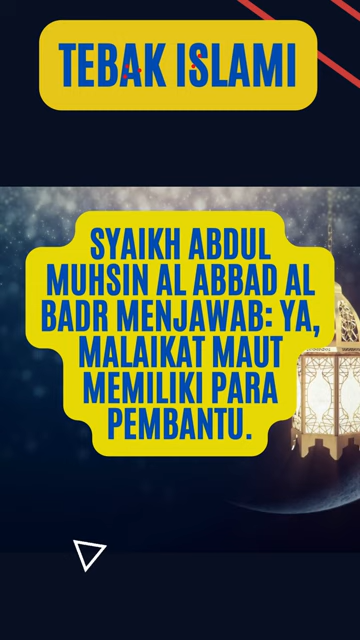 TEBAK ISLAMI
SYAIKH ABDUL
MUHSIN AL ABBAD AL
BADR MENJAWAB: YA,
MALAIKAT MAUT
MEMILIKI PARA
PEMBANTU.